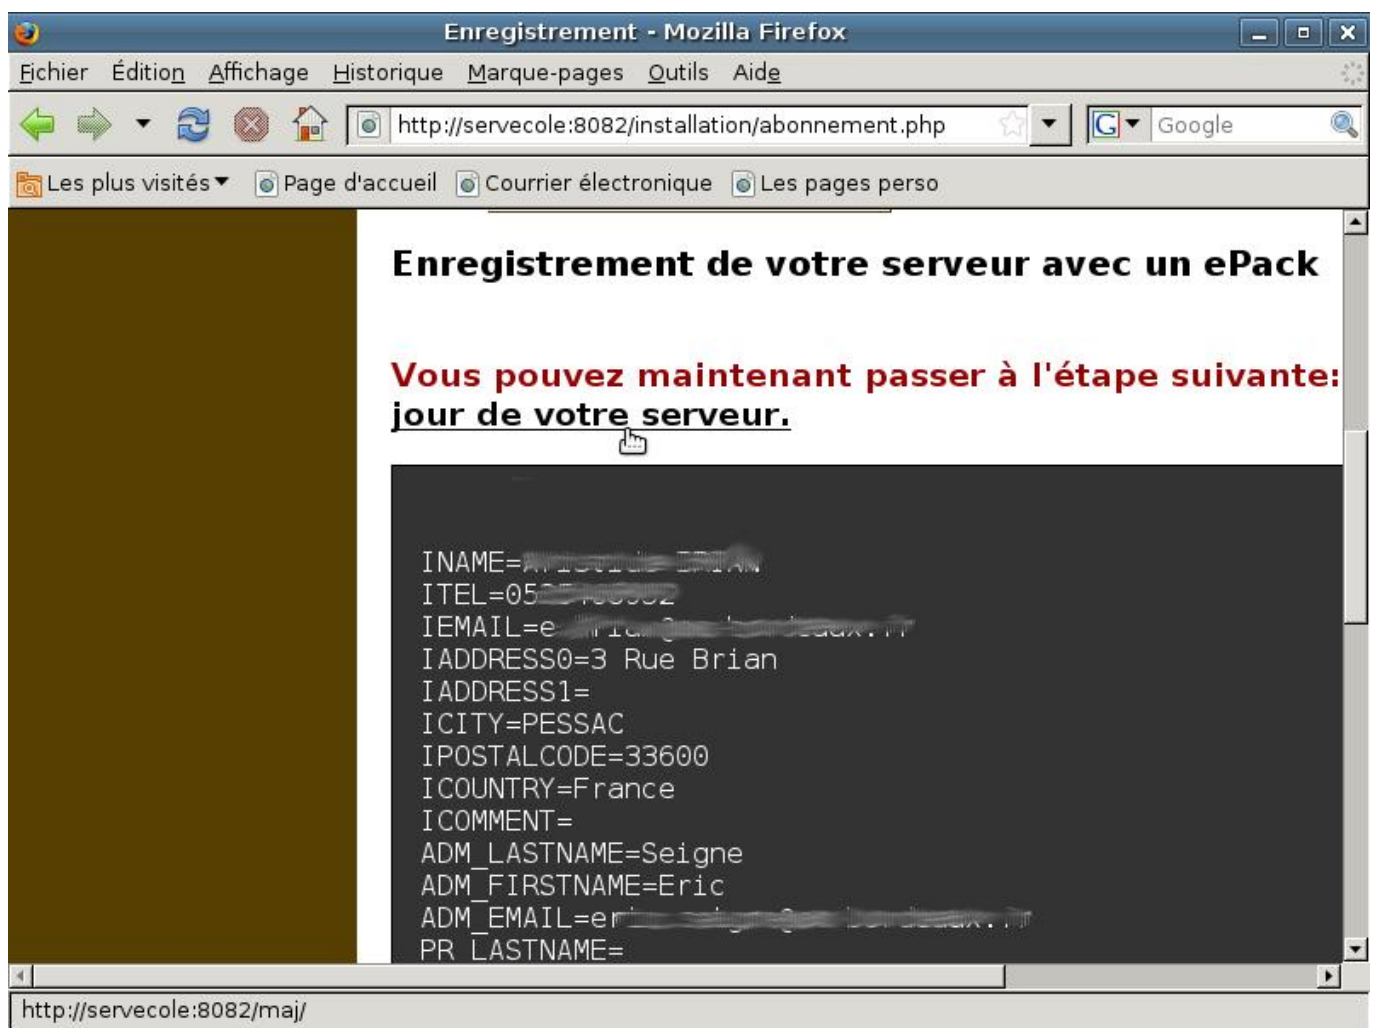 Enregistrement - Mozilla Firefox
Fichier Édition Affichage Historique Marque-pages Outils Aide
http://servecole:8082/installation/abonnement.php G Google
Les plus visités Page d'accueil Courrier électronique Les pages perso
Enregistrement de votre serveur avec un ePack
Vous pouvez maintenant passer à l'étape suivante:
jour de votre serveur.
INAME=
ITEL=05
IEMAIL=e
IADDRESS0=3 Rue Brian
IADDRESS1=
ICITY=PESSAC
IPOSTALCODE=33600
ICOUNTRY=France
ICOMMENT=
ADM_LASTNAME=Seigne
ADM_FIRSTNAME=Eric
ADM_EMAIL=er
PR_LASTNAME=
http://servecole:8082/maj/